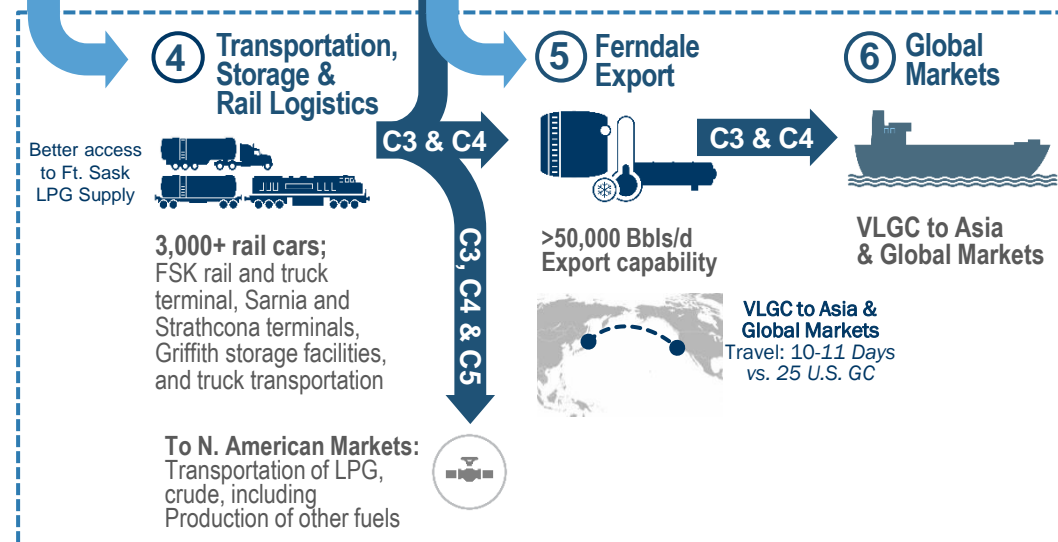 4
Transportation,
Storage &
Rail Logistics
Better access
to Ft. Sask
LPG Supply
3,000+ rail cars;
FSK rail and truck
terminal, Sarnia and
Strathcona terminals,
Griffith storage facilities,
and truck transportation
C3 & C4
C3, C4 & C5
To N. American Markets:
Transportation of LPG,
crude, including
Production of other fuels
5
Ferndale
Export
>50,000 Bbls/d
Export capability
VLGC to Asia &
Global Markets
Travel: 10-11 Days
vs. 25 U.S. GC
C3 & C4
6
Global
Markets
VLGC to Asia
& Global Markets